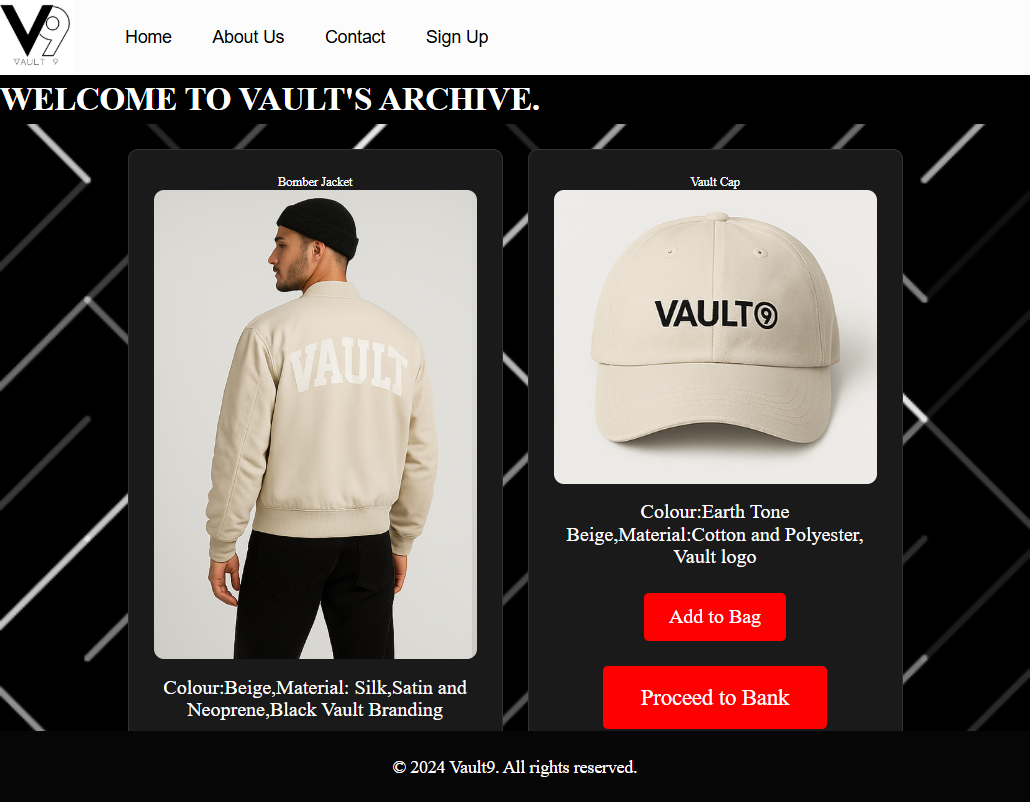 V9
VAULT 9
Home
About Us
Contact
Sign Up
WELCOME TO VAULT'S ARCHIVE.
Bomber Jacket
VAULT
Colour:Beige,Material: Silk,Satin and
Neoprene,Black Vault Branding
Vault Cap
VAULT9
Colour:Earth Tone
Beige,Material:Cotton and Polyester,
Vault logo
Add to Bag
Proceed to Bank
© 2024 Vault9. All rights reserved.